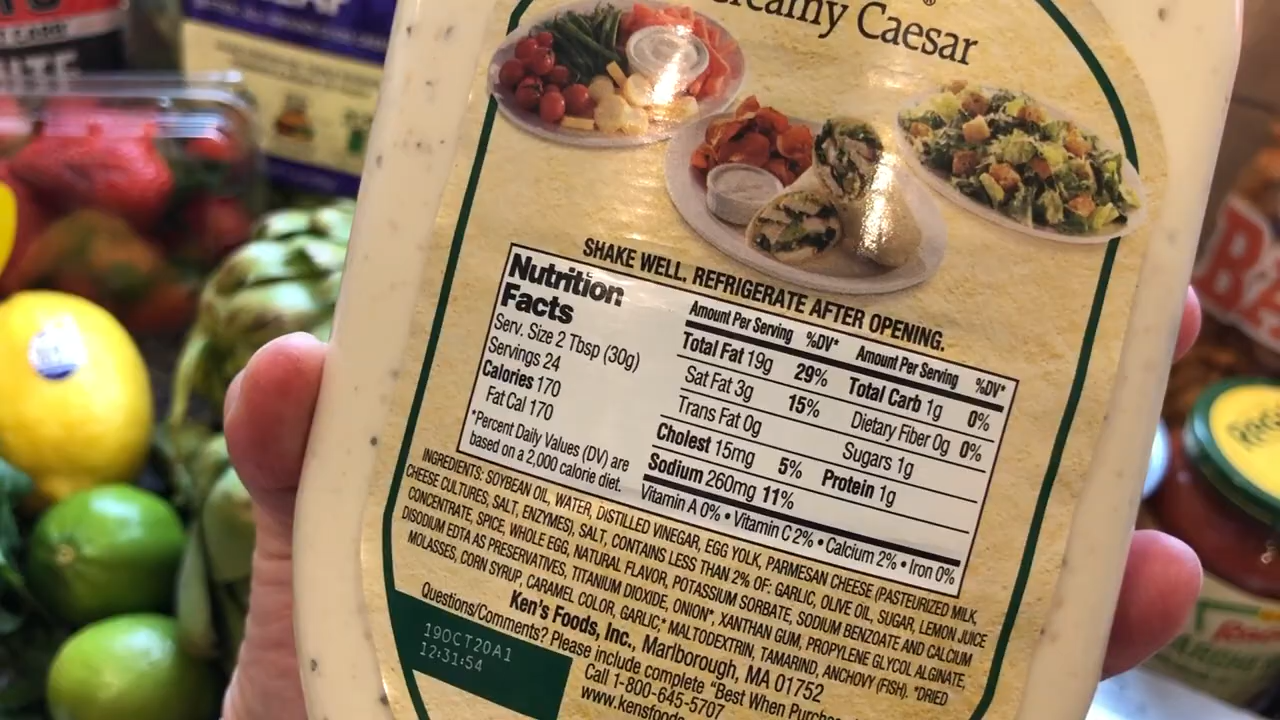 Creamy Caesar
®
SHAKE WELL. REFRIGERATE AFTER OPENING.
Nutrition
Facts
Serv. Size 2 Tbsp (30g)
Servings 24
Calories 170
Fat Cal 170
*Percent Daily Values (DV) are
based on a 2,000 calorie diet.
Amount Per Serving %DV*
Total Fat 19g 29%
Sat Fat 3g 15%
Trans Fat 0g
Cholest 15mg 5%
Sodium 260mg 11%
Amount Per Serving %DV*
Total Carb 1g 0%
Dietary Fiber 0g 0%
Sugars 1g
Protein 1g
Vitamin A 0% • Vitamin C 2% • Calcium 2% • Iron 0%
INGREDIENTS: SOYBEAN OIL, WATER, DISTILLED VINEGAR, EGG YOLK, PARMESAN CHEESE (PASTEURIZED MILK,
CHEESE CULTURES, SALT, ENZYMES), SALT, CONTAINS LESS THAN 2% OF: GARLIC, OLIVE OIL, SUGAR, LEMON JUICE
CONCENTRATE, SPICE, WHOLE EGG, NATURAL FLAVOR, POTASSIUM SORBATE, SODIUM BENZOATE AND CALCIUM
DISODIUM EDTA AS PRESERVATIVES, TITANIUM DIOXIDE, ONION*, XANTHAN GUM, PROPYLENE GLYCOL ALGINATE,
MOLASSES, CORN SYRUP, CARAMEL COLOR, GARLIC,* MALTODEXTRIN, TAMARIND, ANCHOVY (FISH). *DRIED
Ken's Foods, Inc., Marlborough, MA 01752
Questions/Comments? Please include complete "Best When Purchas
Call 1-800-645-5707
www.kensfoods
19OCT20A1
12:31:54